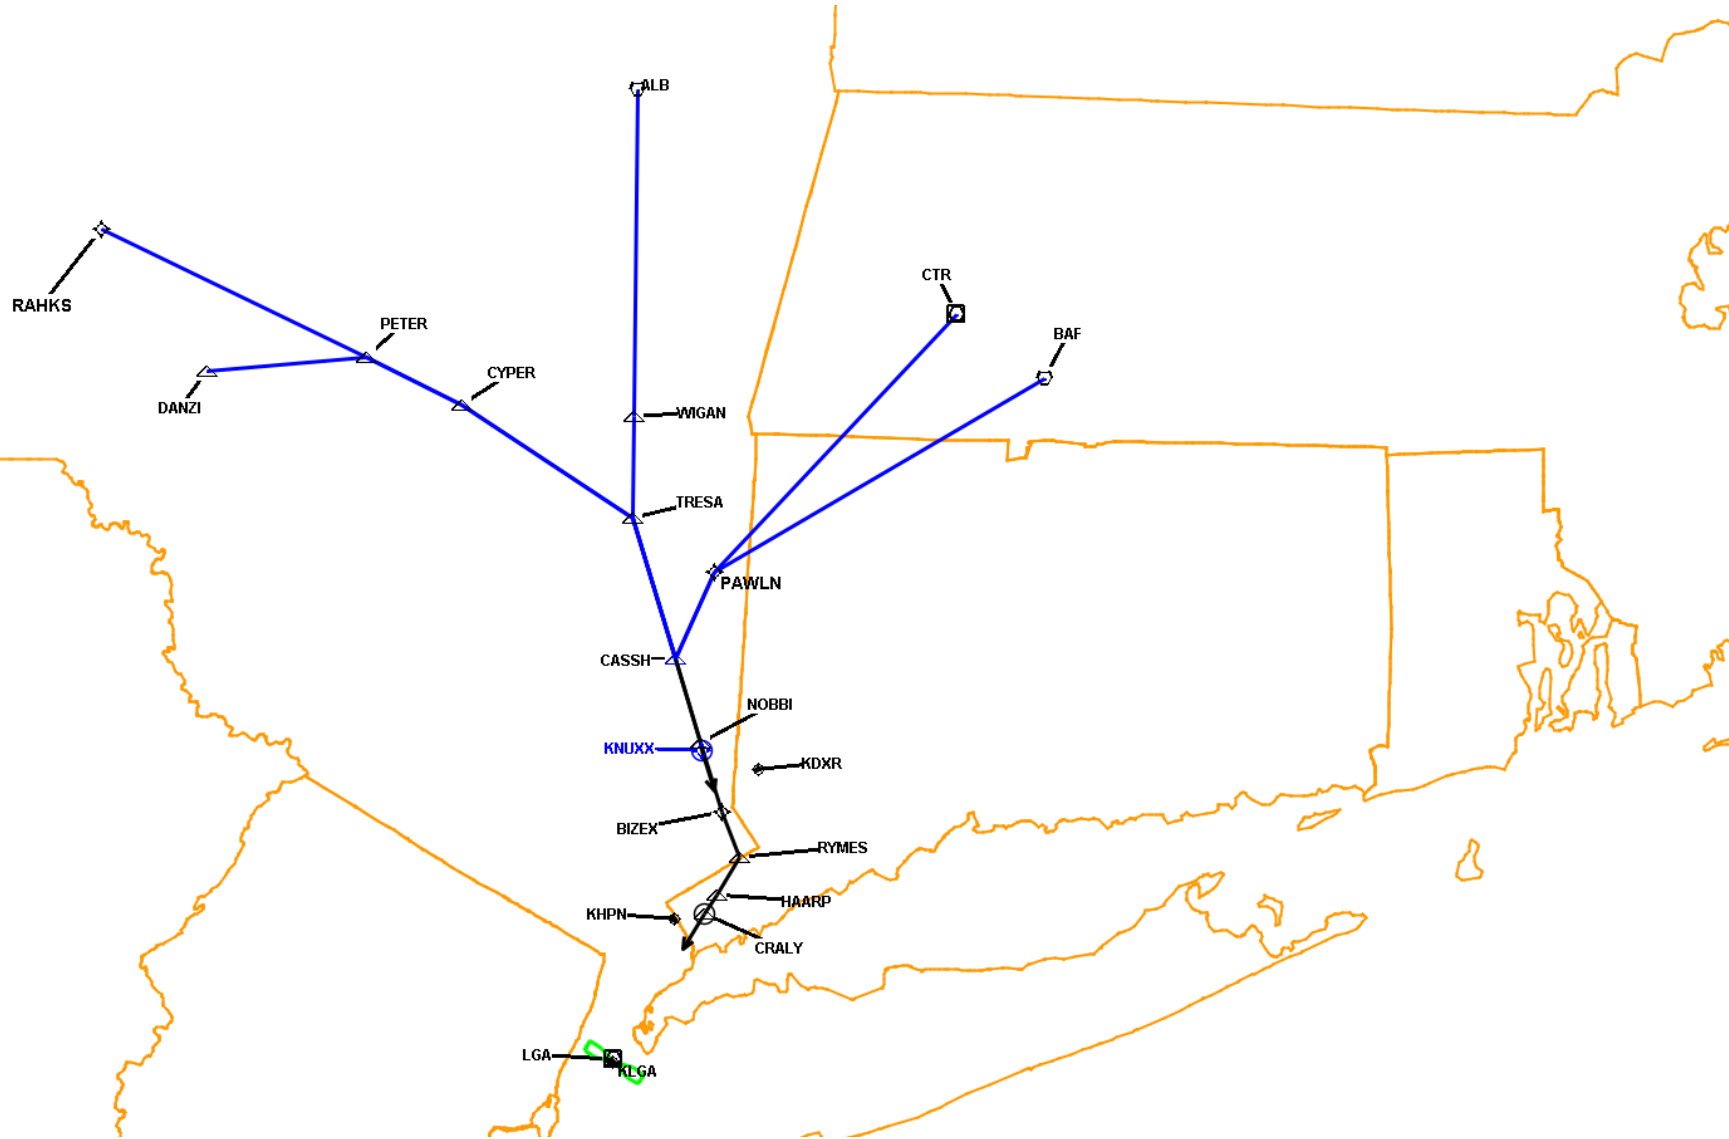 ALB
CTR
RAHKS
PETER
BAF
CYPER
DANZI
WIGAN
TRESA
PAWLN
CASSH
NOBBI
KNUXX
KDXR
BIZEX
RYMES
HAARP
KHPN
CRALY
LGA
KLGA